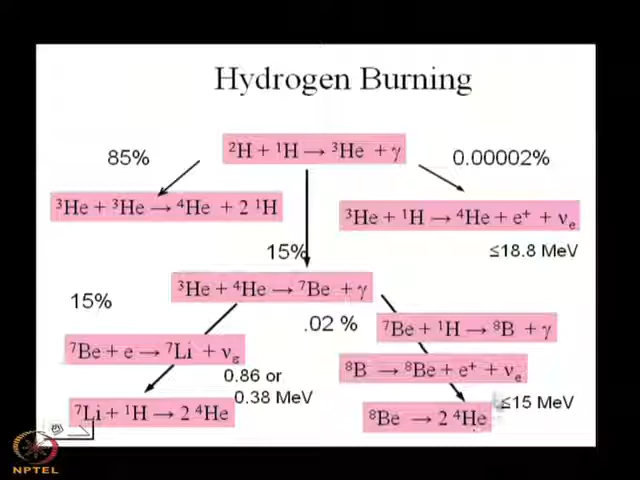 Hydrogen Burning
²H + ¹H → ³He + γ
85%
0.00002%
³He + ³He → ⁴He + 2 ¹H
³He + ¹H → ⁴He + e⁺ + νₑ
≤18.8 MeV
15%
³He + ⁴He → ⁷Be + γ
15%
.02 %
⁷Be + ¹H → ⁸B + γ
⁷Be + e → ⁷Li + νₑ
⁸B → ⁸Be + e⁺ + νₑ
0.86 or
0.38 MeV
≤15 MeV
⁷Li + ¹H → 2 ⁴He
⁸Be → 2 ⁴He
NPTEL